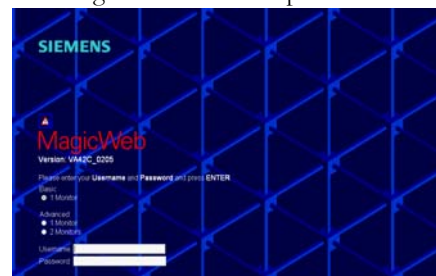 SIEMENS
MagicWeb
Version: VA42C_0205
Please enter your Username and Password and press ENTER.
Basic
1 Monitor
Advanced
1 Monitor
2 Monitors
Username
Password